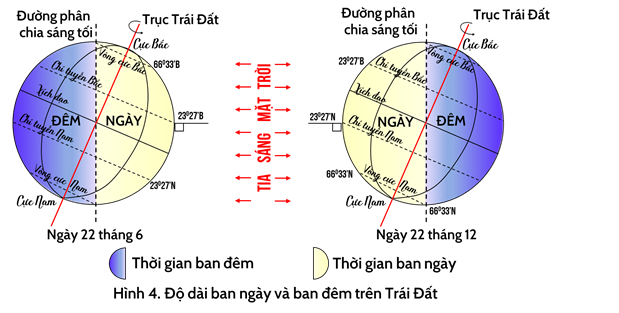 Đường phân
chia sáng tối
Trục Trái Đất
Cực Bắc
Vòng cực Bắc
66°33'B
Chí tuyến Bắc
Xích đạo
ĐÊM
NGÀY
23°27'B
Chí tuyến Nam
Vòng cực Nam
23°27'N
Cực Nam
Ngày 22 tháng 6
TIA SÁNG MẶT TRỜI
Đường phân
chia sáng tối
Trục Trái Đất
Cực Bắc
Vòng cực Bắc
23°27'B
Chí tuyến Bắc
Xích đạo
23°27'N
NGÀY
ĐÊM
Chí tuyến Nam
66°33'N
Vòng cực Nam
Cực Nam
66°33'N
Ngày 22 tháng 12
Thời gian ban đêm
Thời gian ban ngày
Hình 4. Độ dài ban ngày và ban đêm trên Trái Đất